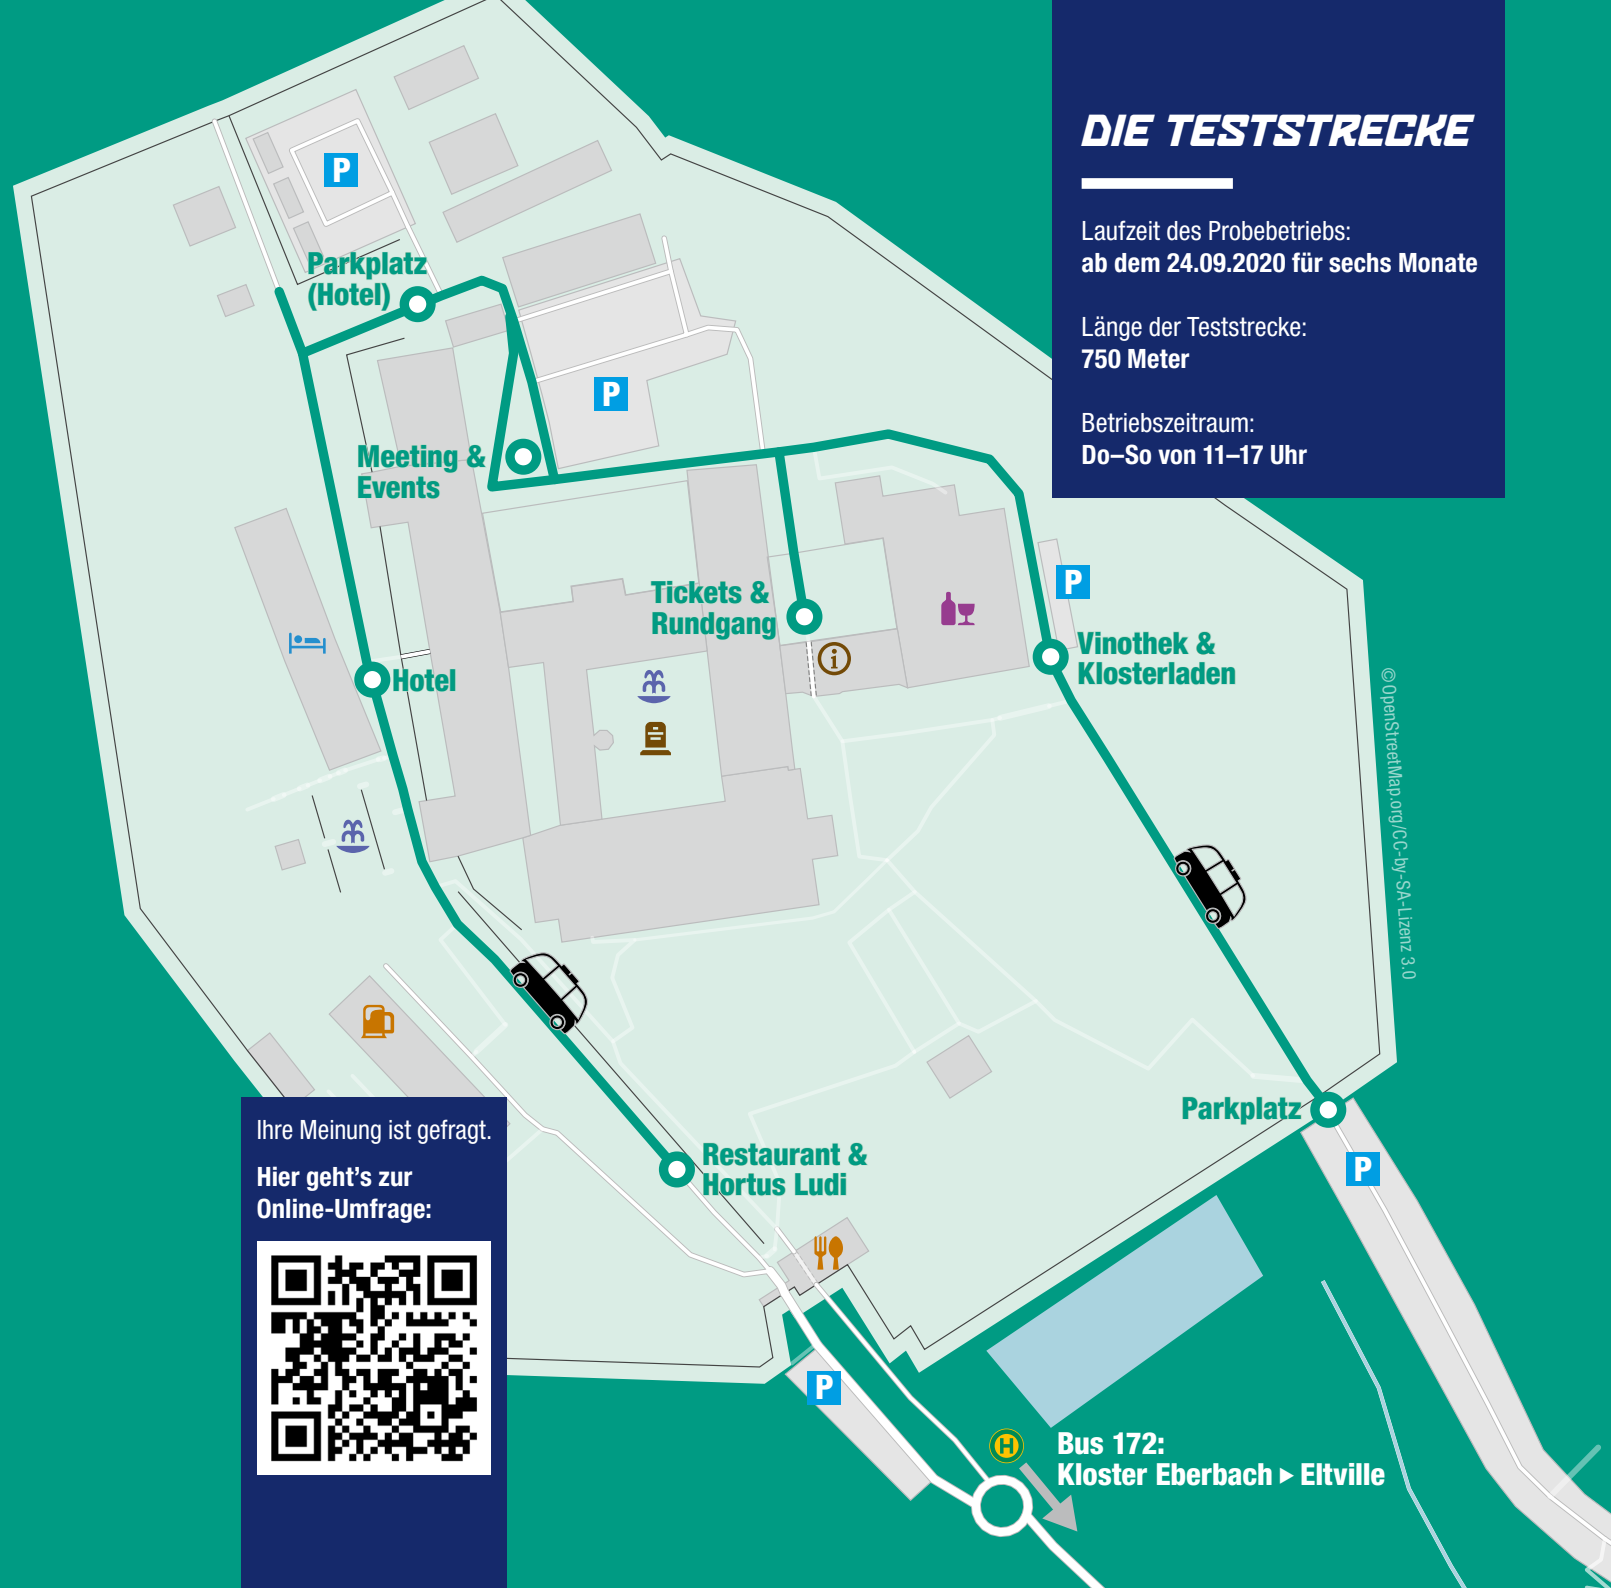 DIE TESTSTRECKE
Laufzeit des Probebetriebs:
ab dem 24.09.2020 für sechs Monate
Länge der Teststrecke:
750 Meter
Betriebszeitraum:
Do–So von 11–17 Uhr
P
Parkplatz
(Hotel)
P
Meeting &
Events
Tickets &
Rundgang
i
P
Vinothek &
Klosterladen
Hotel
© OpenStreetMap.org/CC-by-SA-Lizenz 3.0
Parkplatz
P
Restaurant &
Hortus Ludi
Ihre Meinung ist gefragt.
Hier geht's zur
Online-Umfrage:
P
H
Bus 172:
Kloster Eberbach ▸ Eltville